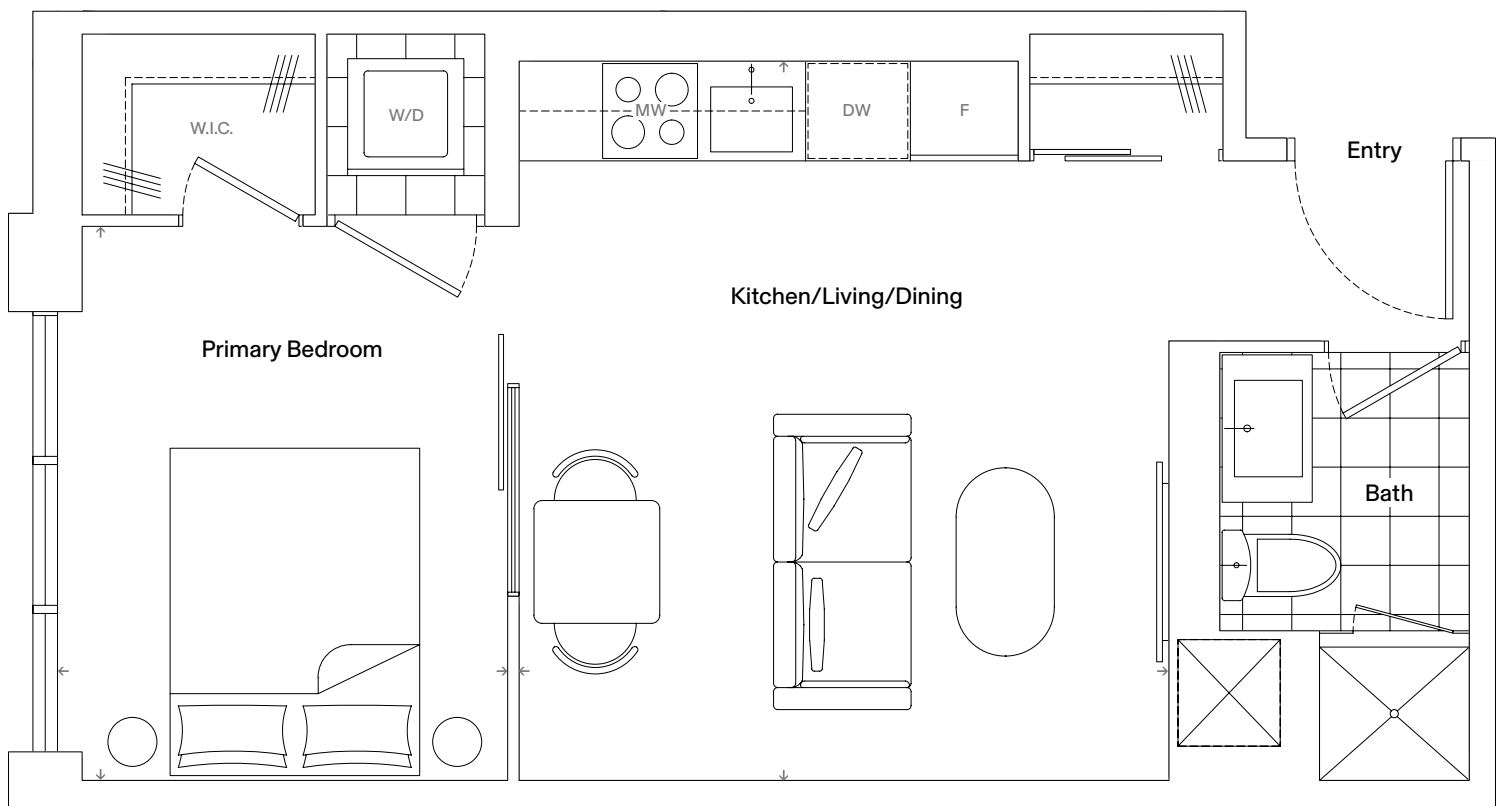 W.I.C.
W/D
MW
DW
F
Entry
Kitchen/Living/Dining
Primary Bedroom
Bath